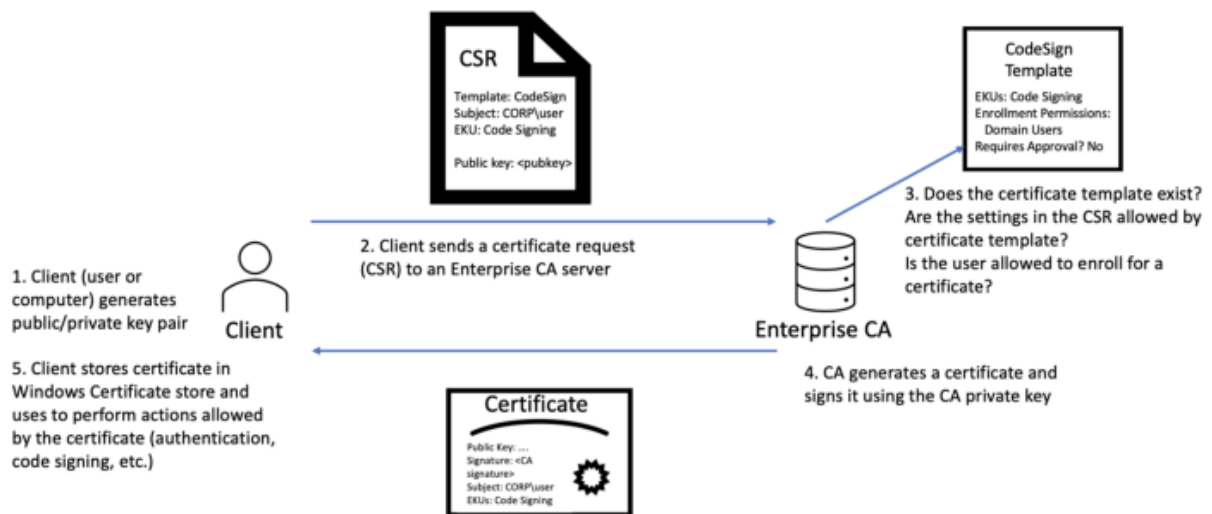 CSR
Template: CodeSign
Subject: CORP\user
EKU: Code Signing
Public key: <pubkey>
CodeSign
Template
EKUs: Code Signing
Enrollment Permissions:
Domain Users
Requires Approval? No
1. Client (user or
computer) generates
public/private key pair
Client
2. Client sends a certificate request
(CSR) to an Enterprise CA server
Enterprise CA
3. Does the certificate template exist?
Are the settings in the CSR allowed by
certificate template?
Is the user allowed to enroll for a
certificate?
4. CA generates a certificate and
signs it using the CA private key
5. Client stores certificate in
Windows Certificate store and
uses to perform actions allowed
by the certificate (authentication,
code signing, etc.)
Certificate
Public Key: ....
Signature: <CA
signature>
Subject: CORP\user
EKUs: Code Signing